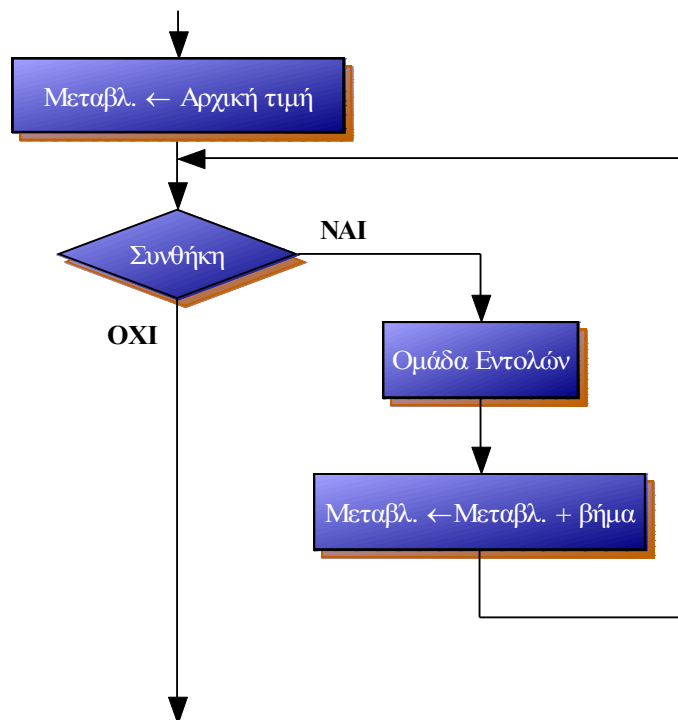 Μεταβλ. ← Αρχική τιμή
Συνθήκη
ΝΑΙ
ΟΧΙ
Ομάδα Εντολών
Μεταβλ. ←Μεταβλ. + βήμα